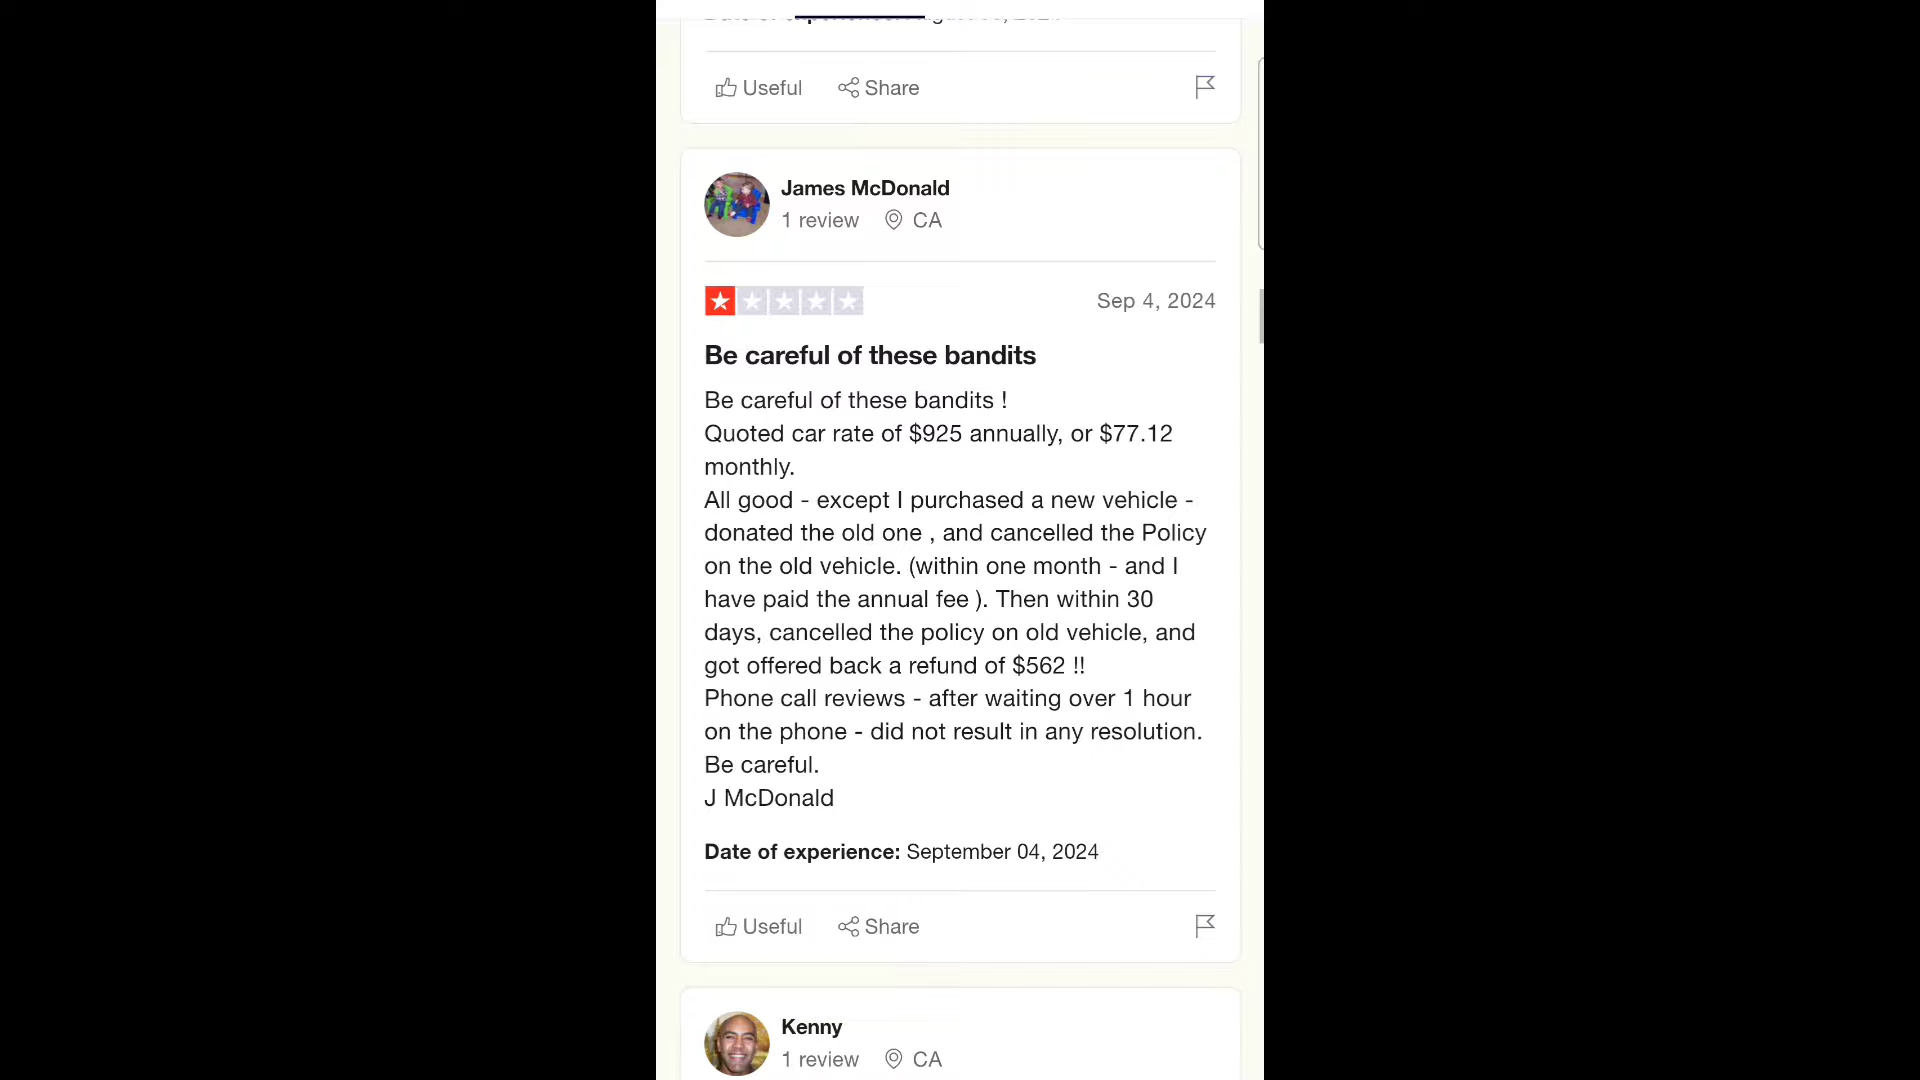 Useful Share
James McDonald
1 review CA
Sep 4, 2024
Be careful of these bandits
Be careful of these bandits !
Quoted car rate of $925 annually, or $77.12
monthly.
All good - except I purchased a new vehicle -
donated the old one , and cancelled the Policy
on the old vehicle. (within one month - and I
have paid the annual fee ). Then within 30
days, cancelled the policy on old vehicle, and
got offered back a refund of $562 !!
Phone call reviews - after waiting over 1 hour
on the phone - did not result in any resolution.
Be careful.
J McDonald
Date of experience: September 04, 2024
Useful Share
Kenny
1 review CA